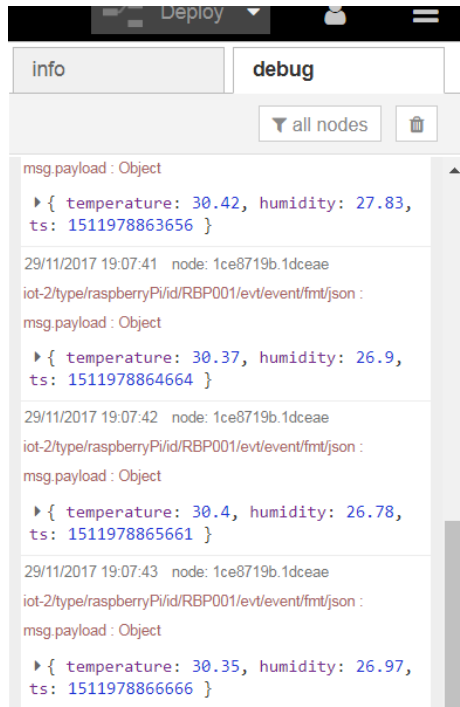 Deploy
info debug
all nodes
msg.payload : Object
{ temperature: 30.42, humidity: 27.83,
ts: 1511978863656 }
29/11/2017 19:07:41 node: 1ce8719b.1dceae
iot-2/type/raspberryPi/id/RBP001/evt/event/fmt/json :
msg.payload : Object
{ temperature: 30.37, humidity: 26.9,
ts: 1511978864664 }
29/11/2017 19:07:42 node: 1ce8719b.1dceae
iot-2/type/raspberryPi/id/RBP001/evt/event/fmt/json :
msg.payload : Object
{ temperature: 30.4, humidity: 26.78,
ts: 1511978865661 }
29/11/2017 19:07:43 node: 1ce8719b.1dceae
iot-2/type/raspberryPi/id/RBP001/evt/event/fmt/json :
msg.payload : Object
{ temperature: 30.35, humidity: 26.97,
ts: 1511978866666 }